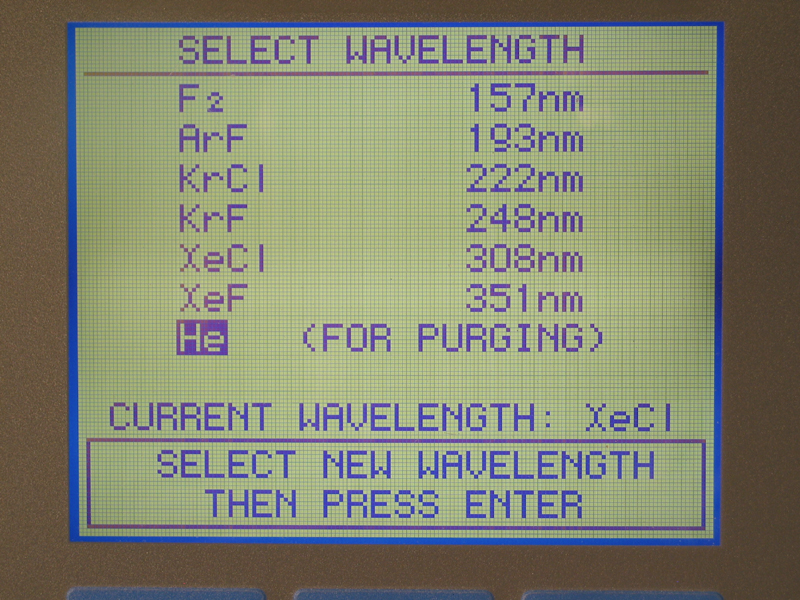 SELECT WAVELENGTH
F2 157nm
ArF 193nm
KrCl 222nm
KrF 248nm
XeCl 308nm
XeF 351nm
He (FOR PURGING)
CURRENT WAVELENGTH: XeCl
SELECT NEW WAVELENGTH
THEN PRESS ENTER